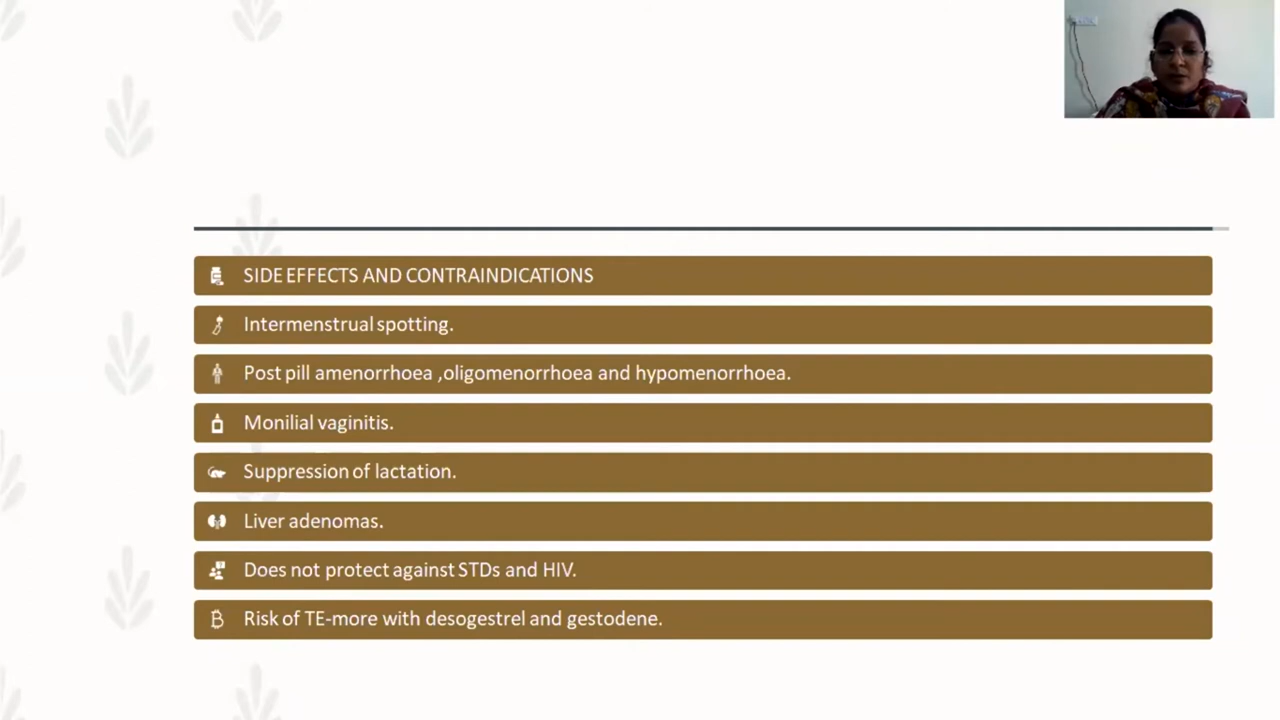 SIDE EFFECTS AND CONTRAINDICATIONS
Intermenstrual spotting.
Post pill amenorrhoea ,oligomenorrhoea and hypomenorrhoea.
Monilial vaginitis.
Suppression of lactation.
Liver adenomas.
Does not protect against STDs and HIV.
Risk of TE-more with desogestrel and gestodene.